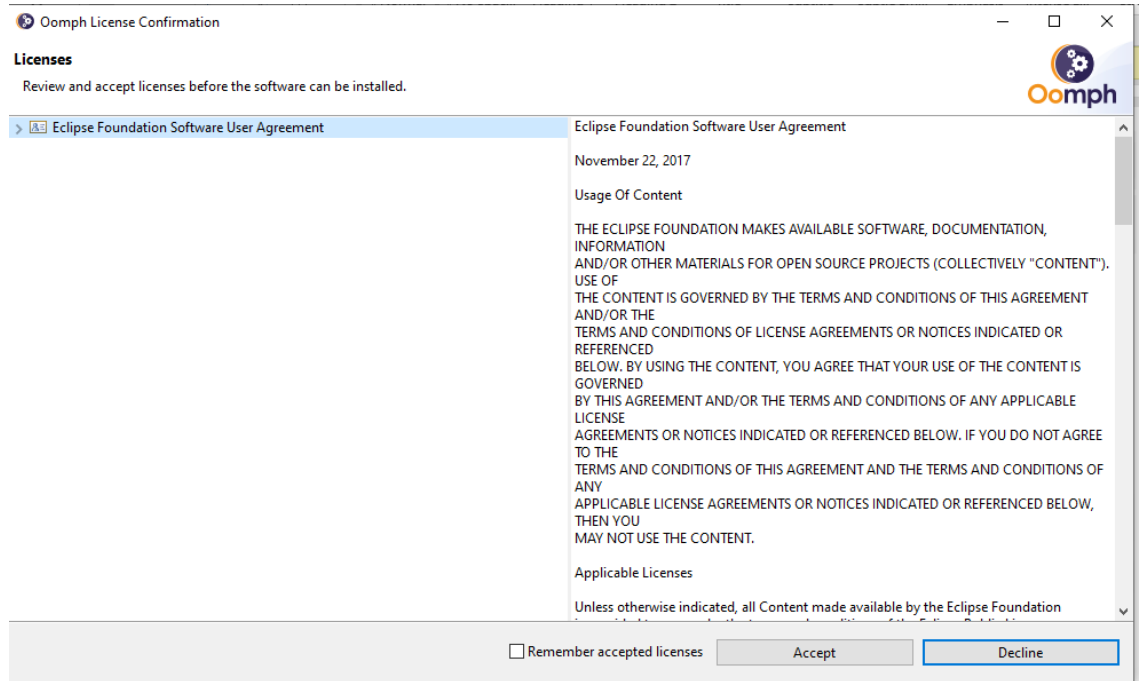 Oomph License Confirmation
Licenses
Review and accept licenses before the software can be installed.
Oomph
Eclipse Foundation Software User Agreement
Eclipse Foundation Software User Agreement
November 22, 2017
Usage Of Content
THE ECLIPSE FOUNDATION MAKES AVAILABLE SOFTWARE, DOCUMENTATION,
INFORMATION
AND/OR OTHER MATERIALS FOR OPEN SOURCE PROJECTS (COLLECTIVELY "CONTENT").
USE OF
THE CONTENT IS GOVERNED BY THE TERMS AND CONDITIONS OF THIS AGREEMENT
AND/OR THE
TERMS AND CONDITIONS OF LICENSE AGREEMENTS OR NOTICES INDICATED OR
REFERENCED
BELOW. BY USING THE CONTENT, YOU AGREE THAT YOUR USE OF THE CONTENT IS
GOVERNED
BY THIS AGREEMENT AND/OR THE TERMS AND CONDITIONS OF ANY APPLICABLE
LICENSE
AGREEMENTS OR NOTICES INDICATED OR REFERENCED BELOW. IF YOU DO NOT AGREE
TO THE
TERMS AND CONDITIONS OF THIS AGREEMENT AND THE TERMS AND CONDITIONS OF
ANY
APPLICABLE LICENSE AGREEMENTS OR NOTICES INDICATED OR REFERENCED BELOW,
THEN YOU
MAY NOT USE THE CONTENT.
Applicable Licenses
Unless otherwise indicated, all Content made available by the Eclipse Foundation
Remember accepted licenses
Accept
Decline